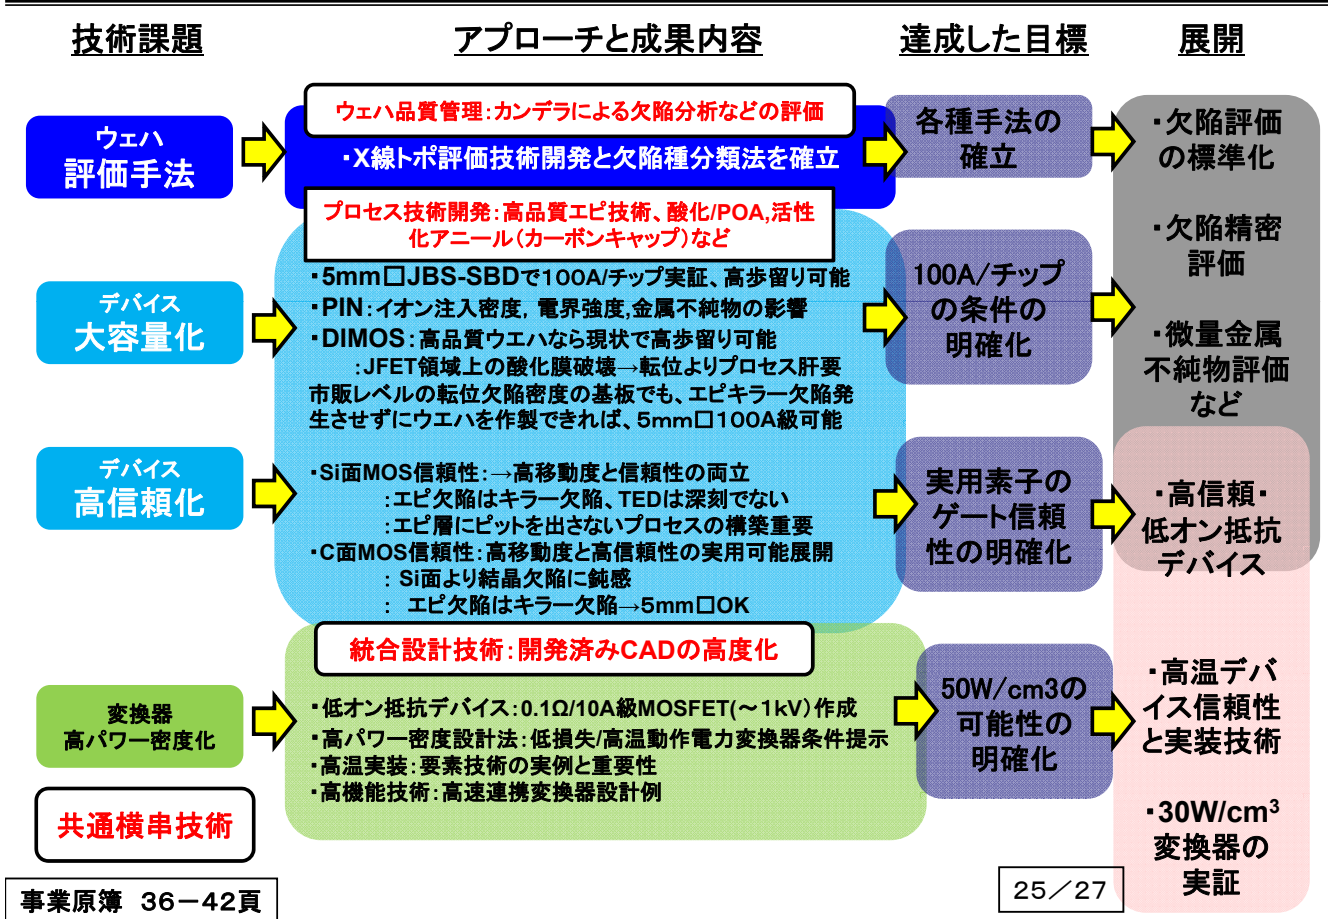 技術課題
アプローチと成果内容
達成した目標
展開
ウェハ
評価手法
ウェハ品質管理：カンデラによる欠陥分析などの評価
・X線トポ評価技術開発と欠陥種分類法を確立
各種手法の
確立
・欠陥評価
の標準化
・欠陥精密
評価
・微量金属
不純物評価
など
プロセス技術開発：高品質エピ技術、酸化/POA,活性
化アニール（カーボンキャップ）など
デバイス
大容量化
・5mm□JBS-SBDで１００A/チップ実証、高歩留り可能
・PIN：イオン注入密度，電界強度,金属不純物の影響
・DIMOS：高品質ウエハなら現状で高歩留り可能
：JFET領域上の酸化膜破壊→転位よりプロセス肝要
市販レベルの転位欠陥密度の基板でも、エピキラー欠陥発
生させずにウエハを作製できれば、５ｍｍ□１００Ａ級可能
100A/チップ
の条件の
明確化
デバイス
高信頼化
・Si面MOS信頼性：→高移動度と信頼性の両立
：エピ欠陥はキラー欠陥、TEDは深刻でない
：エピ層にピットを出さないプロセスの構築重要
・C面MOS信頼性：高移動度と高信頼性の実用可能展開
： Si面より結晶欠陥に鈍感
： エピ欠陥はキラー欠陥→５ｍｍ□OK
実用素子の
ゲート信頼
性の明確化
・高信頼・
低オン抵抗
デバイス
統合設計技術：開発済みCADの高度化
変換器
高パワー密度化
・低オン抵抗デバイス：0.1Ω/10A級MOSFET(～１kV）作成
・高パワー密度設計法：低損失/高温動作電力変換器条件提示
・高温実装：要素技術の実例と重要性
・高機能技術：高速連携変換器設計例
50W/cm3の
可能性の
明確化
・高温デバ
イス信頼性
と実装技術
・30W/cm³
変換器の
実証
共通横串技術
事業原簿 ３６－４２頁
２５／２７